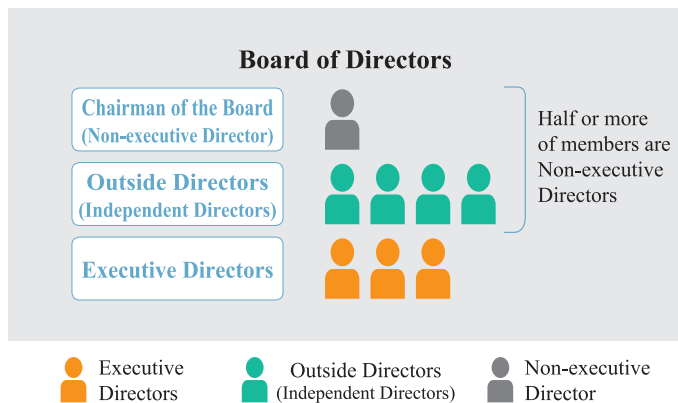 Board of Directors
Chairman of the Board
(Non-executive Director)
Half or more
of members are
Non-executive
Directors
Outside Directors
(Independent Directors)
Executive Directors
Executive
Directors
Outside Directors
(Independent Directors)
Non-executive
Director